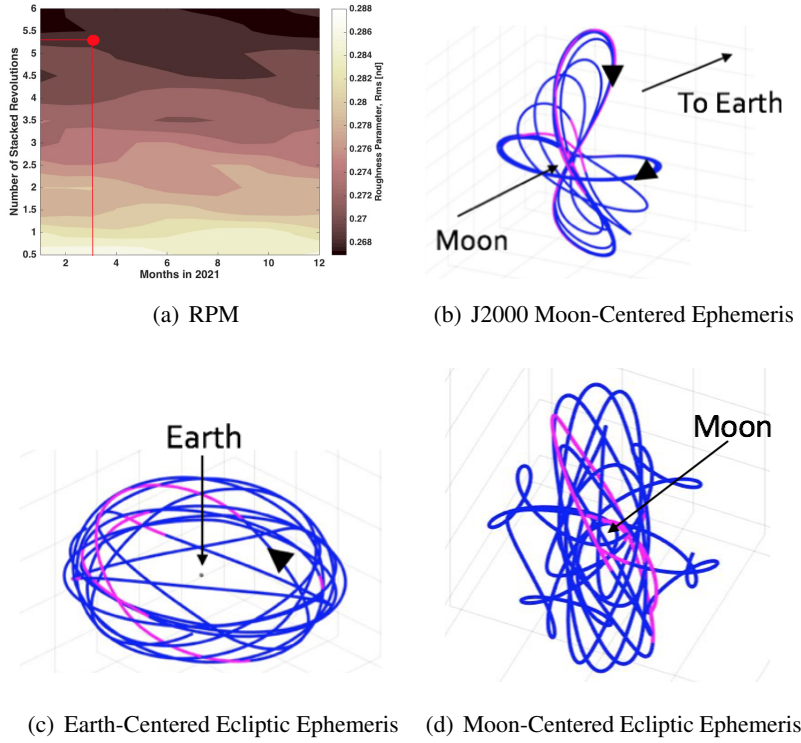 6
5.5
5
4.5
4
3.5
3
2.5
2
1.5
1
0.5
Number of Stacked Revolutions
2 4 6 8 10 12
Months in 2021
0.288
0.286
0.284
0.282
0.280
0.278
0.276
0.274
0.272
0.27
0.268
Roughness Parameter, Rms [nd]
(a) RPM
To Earth
Moon
(b) J2000 Moon-Centered Ephemeris
Earth
(c) Earth-Centered Ecliptic Ephemeris
Moon
(d) Moon-Centered Ecliptic Ephemeris